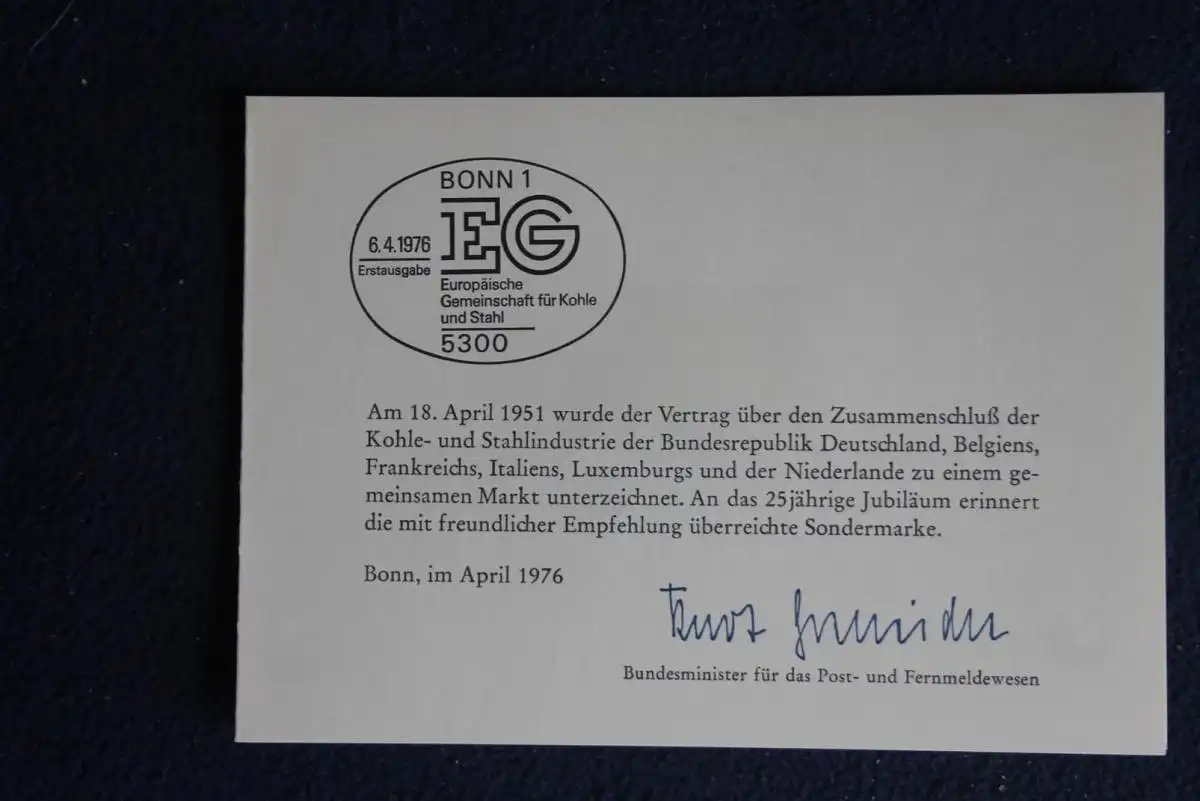 BONN 1
EG
6.4.1976
Erstausgabe
Europäische
Gemeinschaft für Kohle
und Stahl
5300
Am 18. April 1951 wurde der Vertrag über den Zusammenschluß der
Kohle- und Stahlindustrie der Bundesrepublik Deutschland, Belgiens,
Frankreichs, Italiens, Luxemburgs und der Niederlande zu einem ge-
meinsamen Markt unterzeichnet. An das 25jährige Jubiläum erinnert
die mit freundlicher Empfehlung überreichte Sondermarke.
Bonn, im April 1976
Kurt Gscheidle
Bundesminister für das Post- und Fernmeldewesen